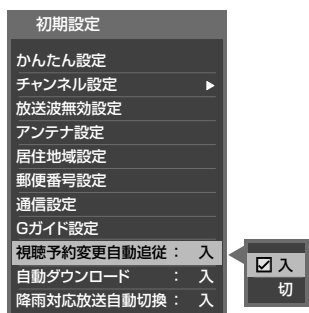 初期設定
かんたん設定
チャンネル設定 ▶
放送波無効設定
アンテナ設定
居住地域設定
郵便番号設定
通信設定
Gガイド設定
視聴予約変更自動追従： 入
自動ダウンロード ： 入
降雨対応放送自動切換： 入
☑ 入
切